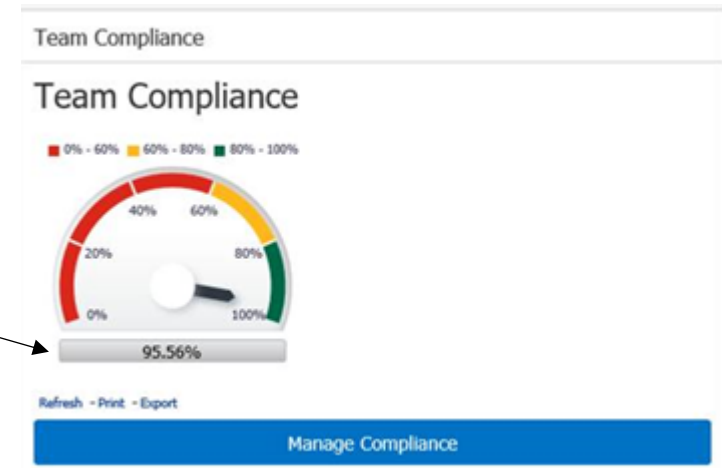 Team Compliance
Team Compliance
0% - 60% 60% - 80% 80% - 100%
40% 60%
20% 80%
0% 100%
95.56%
Refresh - Print - Export
Manage Compliance